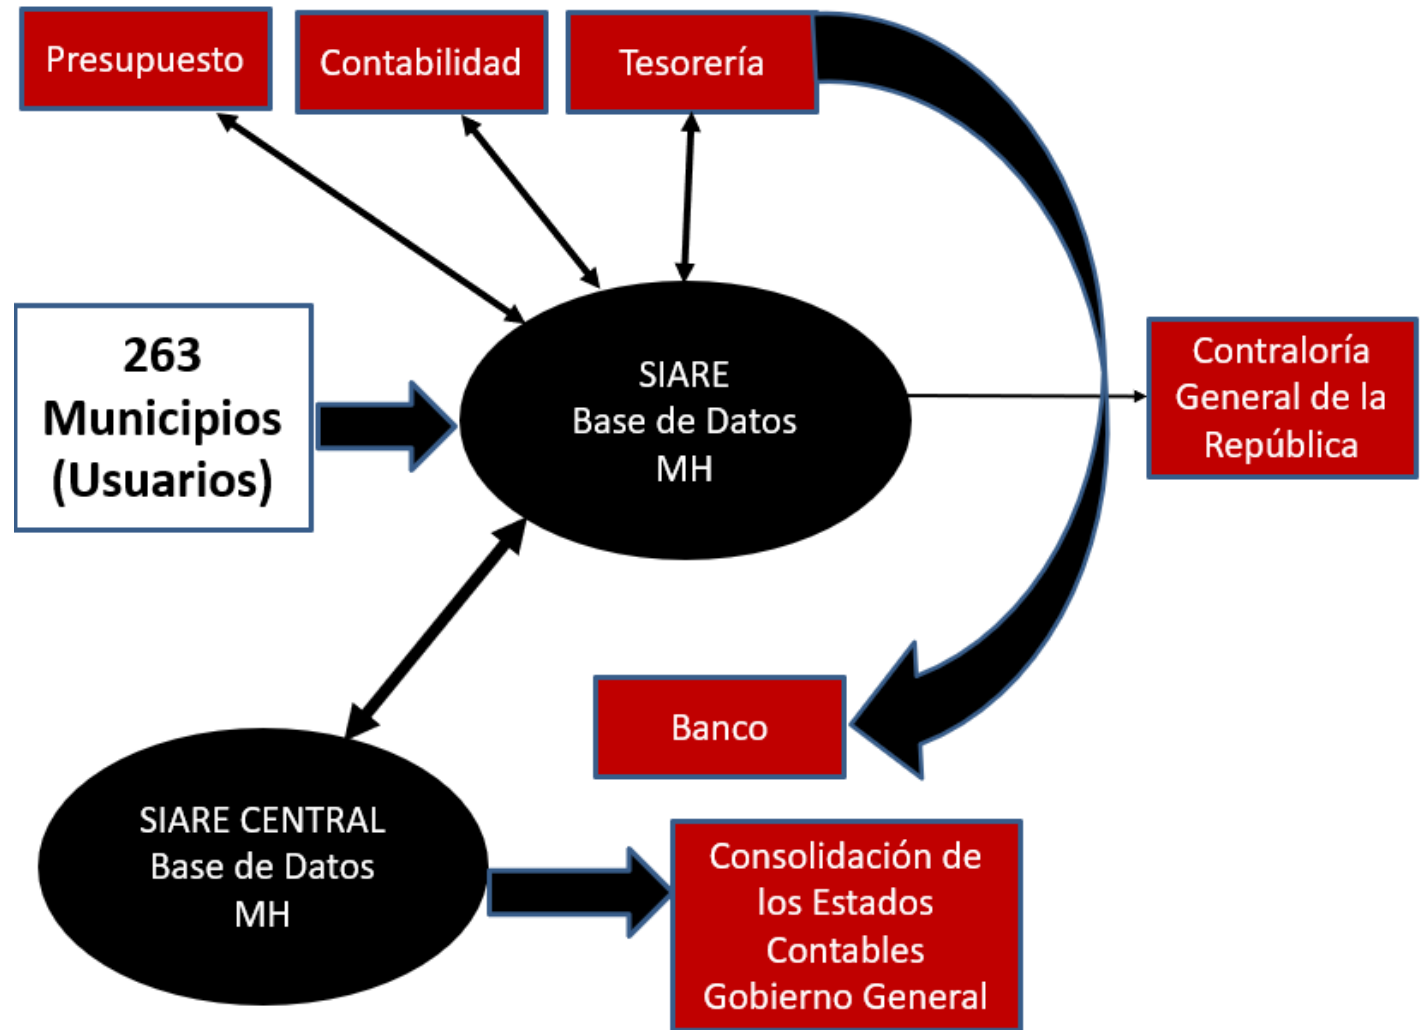 Presupuesto
Contabilidad
Tesorería
263
Municipios
(Usuarios)
SIARE
Base de Datos
MH
Contraloría
General de la
República
Banco
SIARE CENTRAL
Base de Datos
MH
Consolidación de
los Estados
Contables
Gobierno General